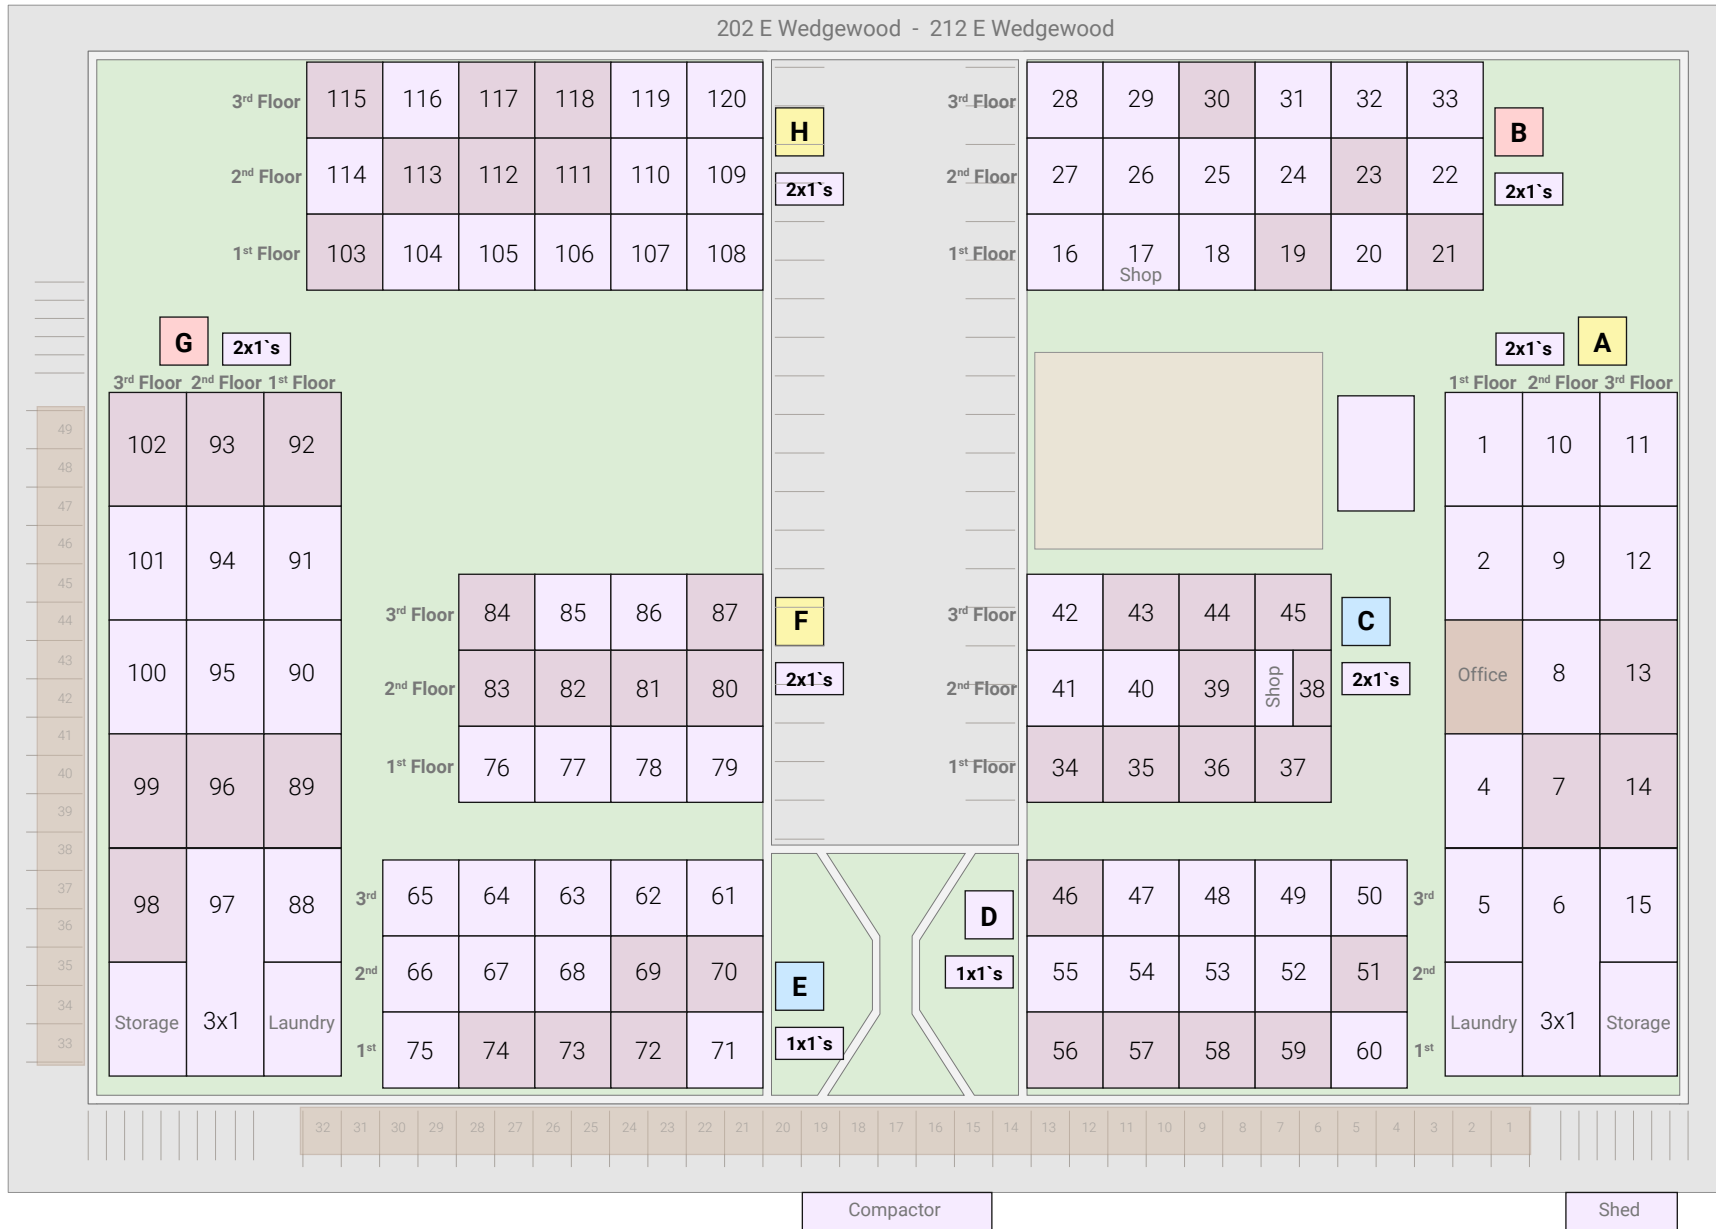 202 E Wedgewood - 212 E Wedgewood
3rd Floor 115 116 117 118 119 120
2nd Floor 114 113 112 111 110 109
1st Floor 103 104 105 106 107 108
H
2x1`s
3rd Floor 28 29 30 31 32 33
2nd Floor 27 26 25 24 23 22
1st Floor 16 17 18 19 20 21
Shop
B
2x1`s
G 2x1`s
3rd Floor 2nd Floor 1st Floor
102 93 92
101 94 91
100 95 90
99 96 89
98 97 88
Storage 3x1 Laundry
3rd Floor 84 85 86 87
2nd Floor 83 82 81 80
1st Floor 76 77 78 79
F
2x1`s
3rd Floor 42 43 44 45
2nd Floor 41 40 39 Shop 38
1st Floor 34 35 36 37
C
2x1`s
2x1`s A
1st Floor 2nd Floor 3rd Floor
1 10 11
2 9 12
Office 8 13
4 7 14
5 6 15
Laundry 3x1 Storage
3rd 65 64 63 62 61
2nd 66 67 68 69 70
1st 75 74 73 72 71
E
1x1`s
D
1x1`s
46 47 48 49 50 3rd
55 54 53 52 51 2nd
56 57 58 59 60 1st
49
48
47
46
45
44
43
42
41
40
39
38
37
36
35
34
33
32 31 30 29 28 27 26 25 24 23 22 21 20 19 18 17 16 15 14 13 12 11 10 9 8 7 6 5 4 3 2 1
Compactor
Shed